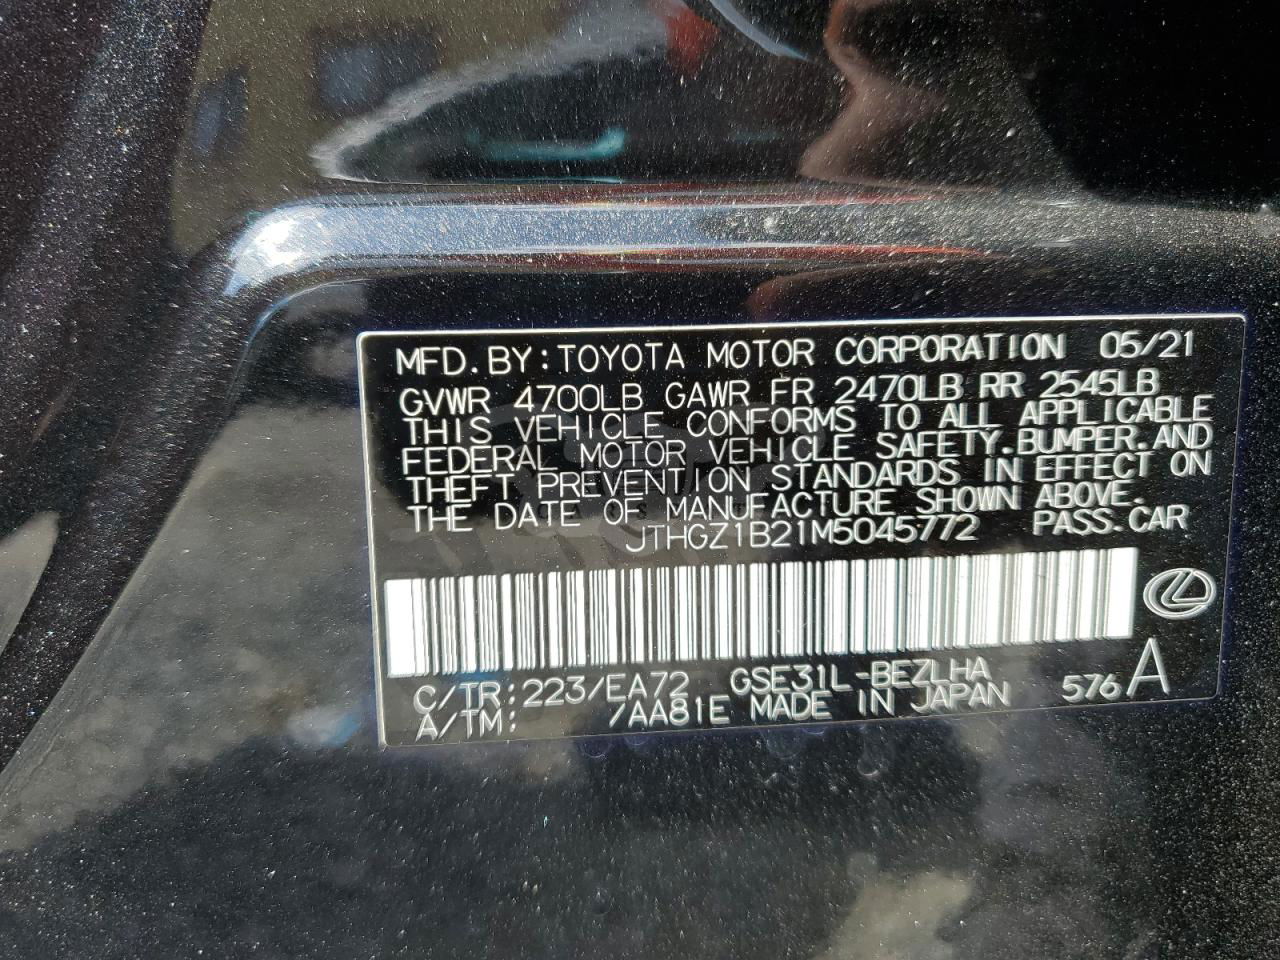 MFD. BY: TOYOTA MOTOR CORPORATION 05/21
GVWR 4700LB GAWR FR 2470LB RR 2545LB
THIS VEHICLE CONFORMS TO ALL APPLICABLE
FEDERAL MOTOR VEHICLE SAFETY. BUMPER. AND
THEFT PREVENTION STANDARDS IN EFFECT ON
THE DATE OF MANUFACTURE SHOWN ABOVE.
JTHGZ1B21M5045772 PASS. CAR
C/TR: 223/EA72 GSE31L-BEZLHA
A/TM: /AA81E MADE IN JAPAN 576 A